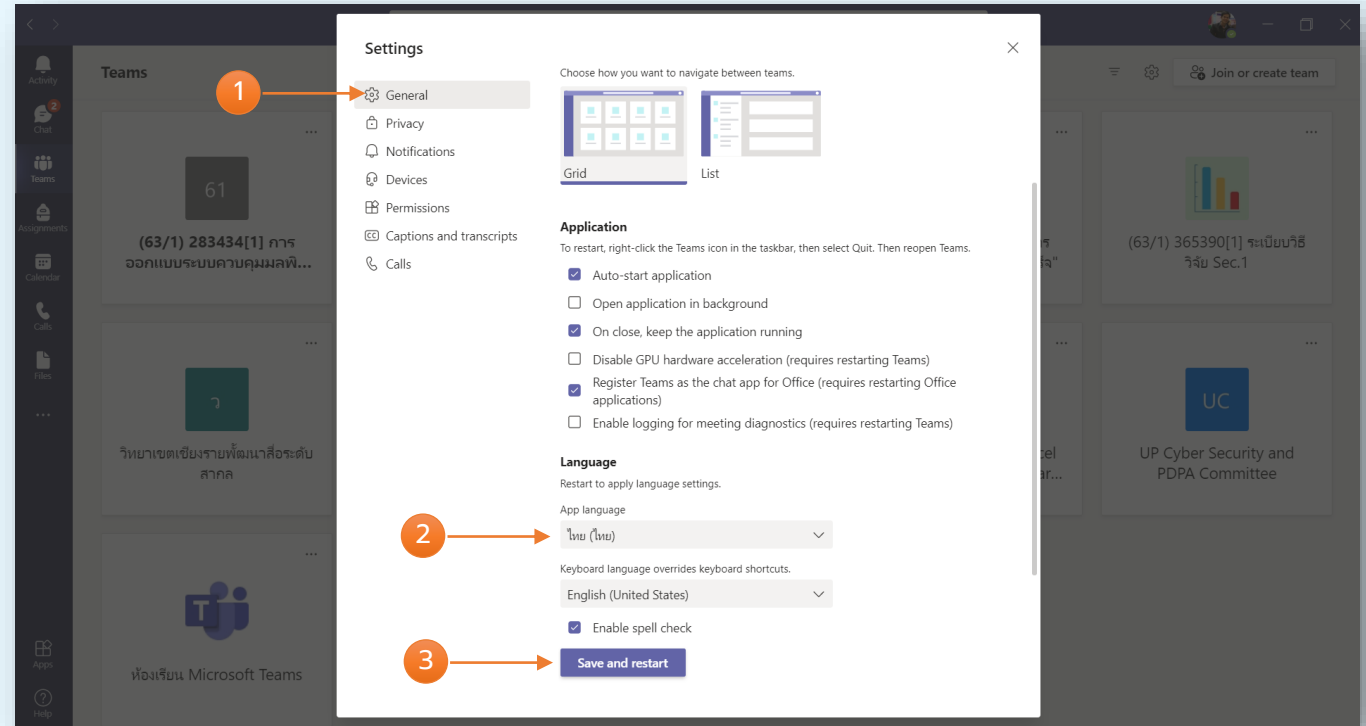 Settings
Activity
Teams
Join or create team
Choose how you want to navigate between teams.
1
General
Privacy
Notifications
Devices
Permissions
Captions and transcripts
Calls
Grid
List
2
Chat
Teams
Assignments
Calendar
Calls
Files
...
Apps
Help
61
(63/1) 283434[1] การ
ออกแบบระบบควบคุมมลพิ...
(63/1) 365390[1] ระเบียบวิธี
วิจัย Sec.1
ว
วิทยาเขตเชียงรายพั้ฒนาสื่อระดับ
สากล
UC
UP Cyber Security and
PDPA Committee
T
ห้องเรียน Microsoft Teams
Application
To restart, right-click the Teams icon in the taskbar, then select Quit. Then reopen Teams.
Auto-start application
Open application in background
On close, keep the application running
Disable GPU hardware acceleration (requires restarting Teams)
Register Teams as the chat app for Office (requires restarting Office
applications)
Enable logging for meeting diagnostics (requires restarting Teams)
Language
Restart to apply language settings.
App language
2
ไทย (ไทย)
Keyboard language overrides keyboard shortcuts.
English (United States)
Enable spell check
3
Save and restart